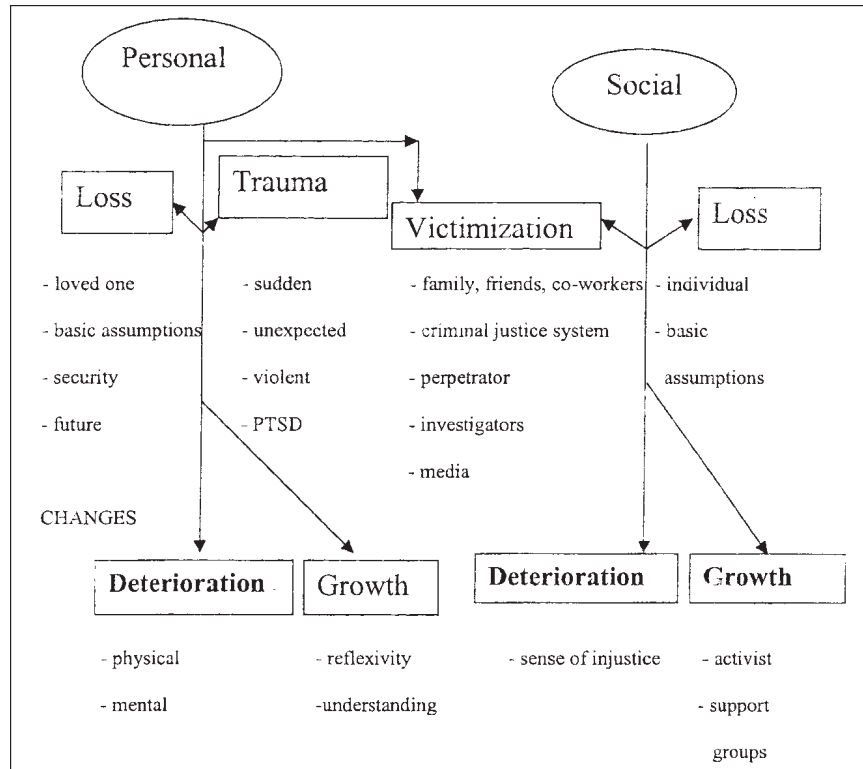 Personal
Social
Loss
Trauma
Victimization
Loss
- loved one
- basic assumptions
- security
- future
- sudden
- unexpected
- violent
- PTSD
- family, friends, co-workers
- criminal justice system
- perpetrator
- investigators
- media
- individual
- basic
assumptions
CHANGES
Deterioration
Growth
Deterioration
Growth
- physical
- mental
- reflexivity
-understanding
- sense of injustice
- activist
- support
groups